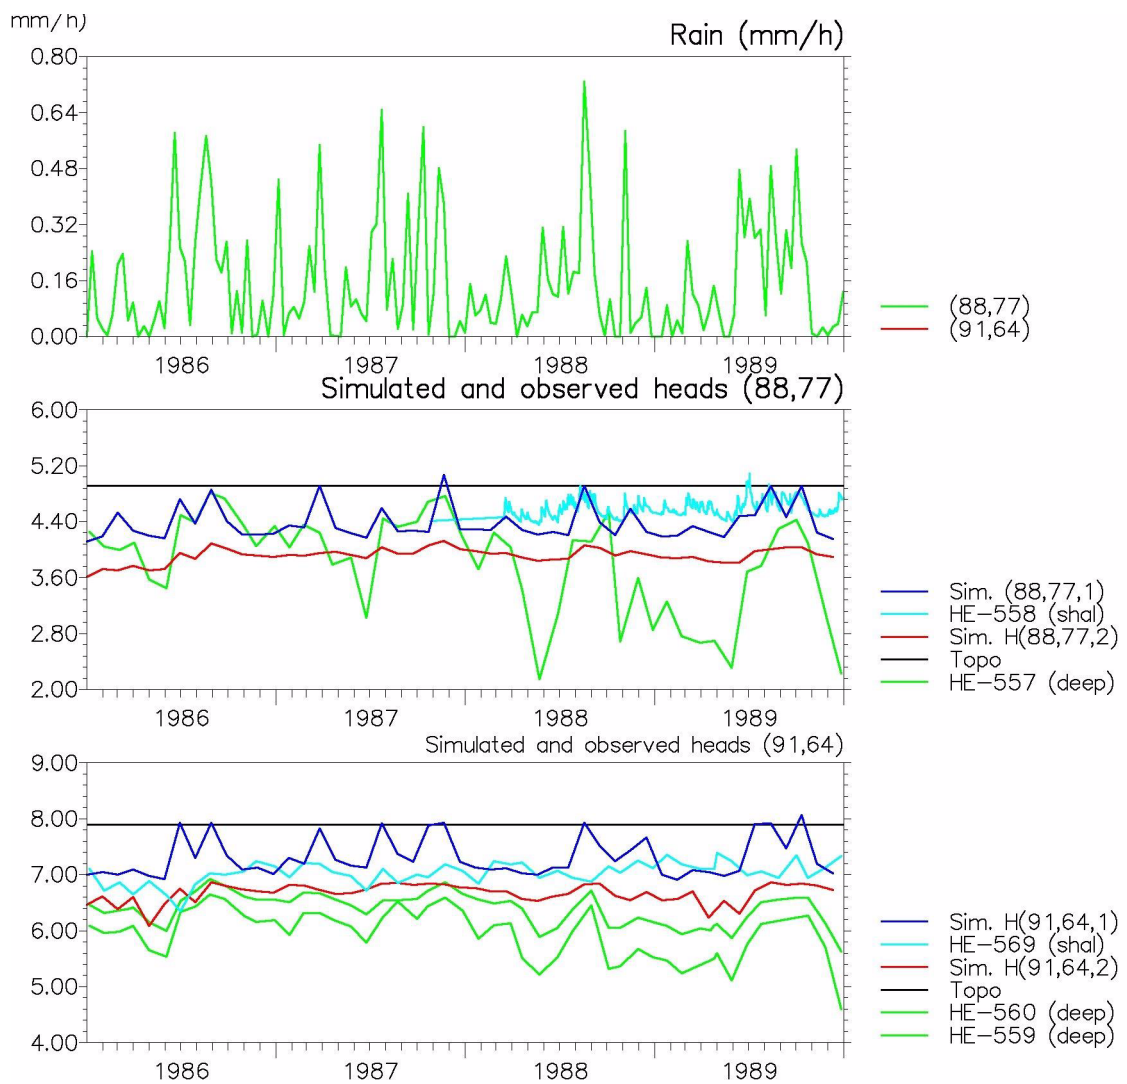 mm/h)
Rain (mm/h)
0.80
0.64
0.48
0.32
0.16
0.00
1986 1987 1988 1989
(88,77)
(91,64)
Simulated and observed heads (88,77)
6.00
5.20
4.40
3.60
2.80
2.00
1986 1987 1988 1989
Sim. (88,77,1)
HE-558 (shal)
Sim. H(88,77,2)
Topo
HE-557 (deep)
Simulated and observed heads (91,64)
9.00
8.00
7.00
6.00
5.00
4.00
1986 1987 1988 1989
Sim. H(91,64,1)
HE-569 (shal)
Sim. H(91,64,2)
Topo
HE-560 (deep)
HE-559 (deep)